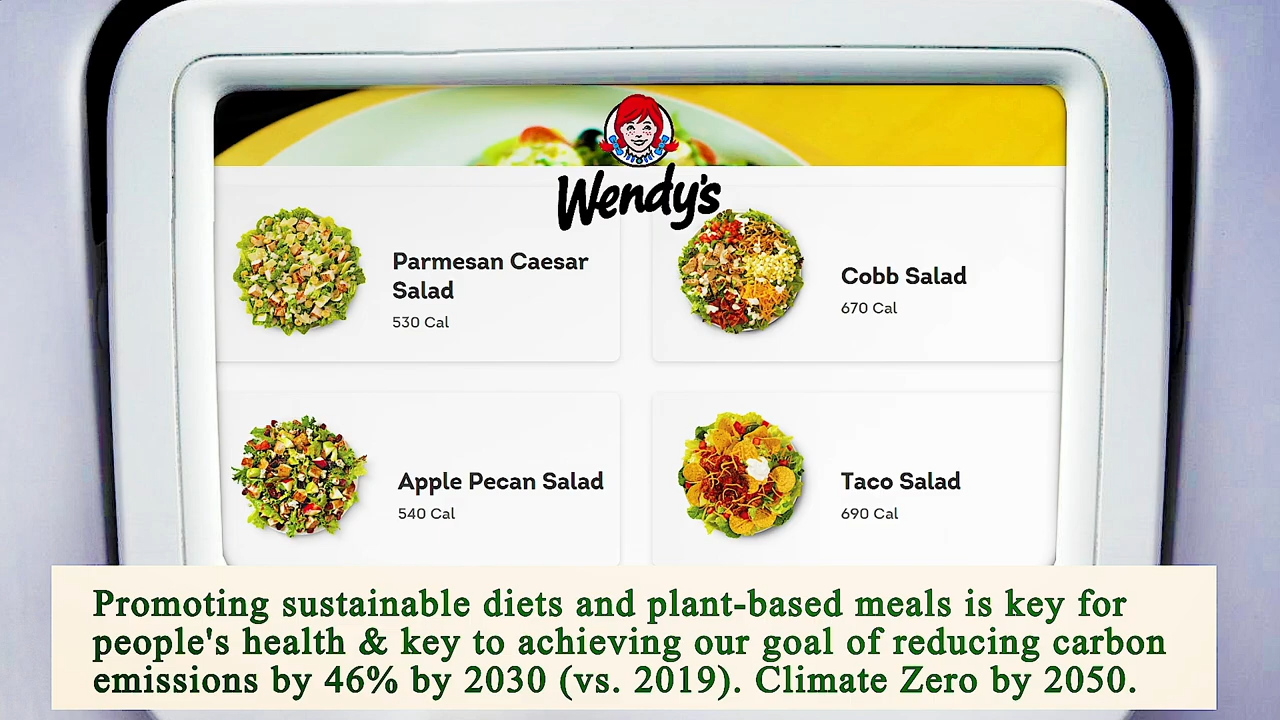 Wendy's
Parmesan Caesar
Salad
530 Cal
Cobb Salad
670 Cal
Apple Pecan Salad
540 Cal
Taco Salad
690 Cal
Promoting sustainable diets and plant-based meals is key for
people's health & key to achieving our goal of reducing carbon
emissions by 46% by 2030 (vs. 2019). Climate Zero by 2050.